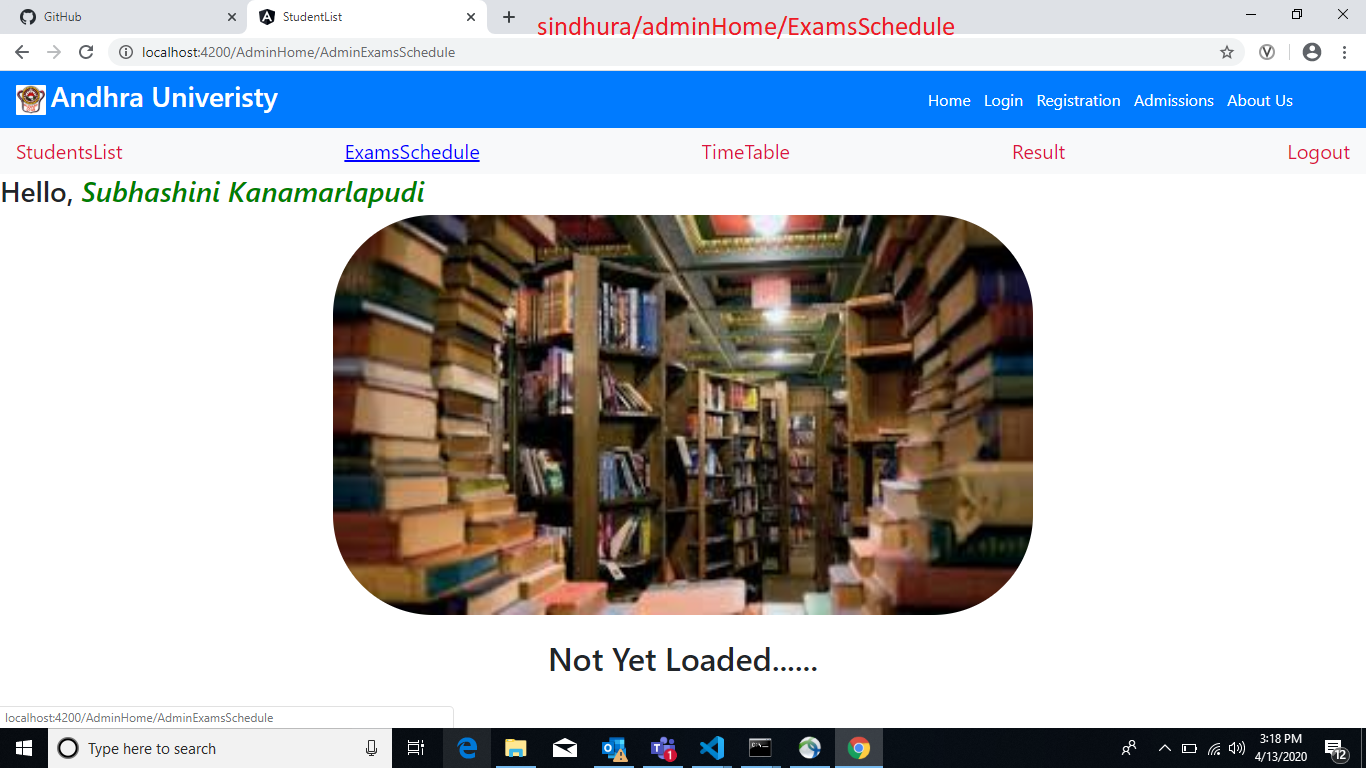 GitHub
StudentList
sindhura/adminHome/ExamsSchedule
localhost:4200/AdminHome/AdminExamsSchedule
Andhra Univeristy
Home Login Registration Admissions About Us
StudentsList ExamsSchedule TimeTable Result Logout
Hello, Subhashini Kanamarlapudi
Not Yet Loaded......
localhost:4200/AdminHome/AdminExamsSchedule
Type here to search
1
3:18 PM
4/13/2020
12